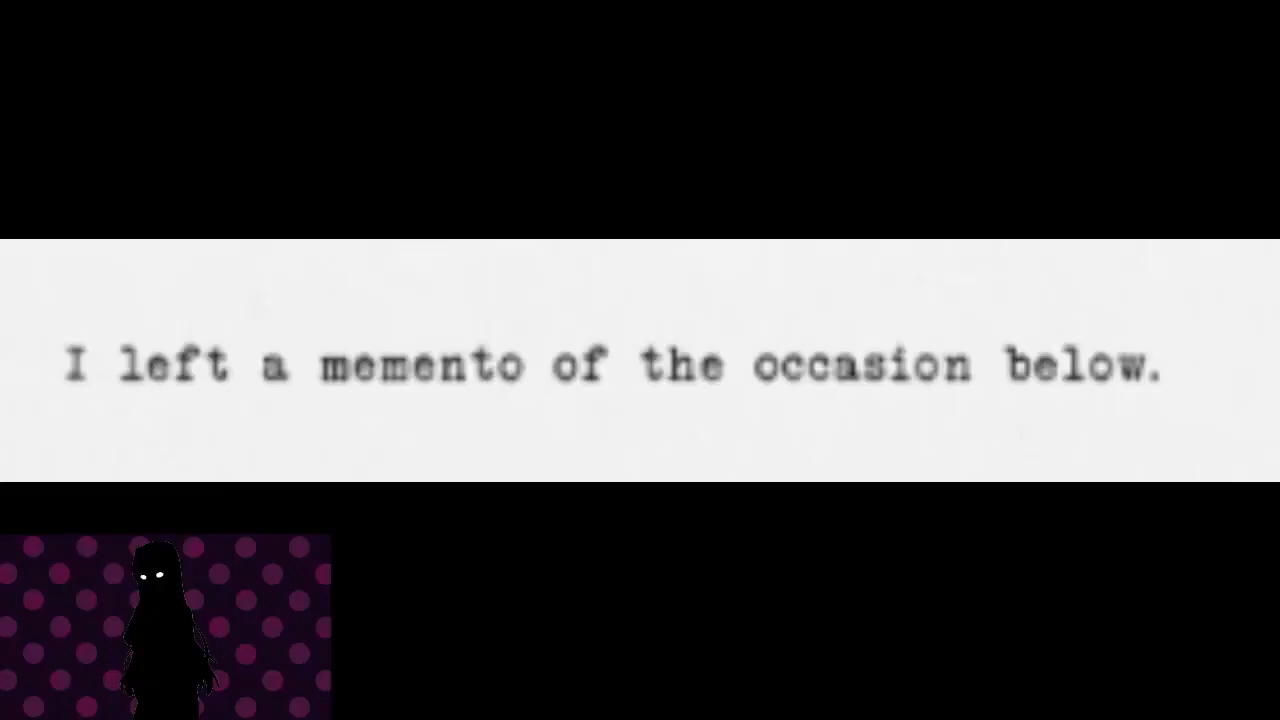 I left a memento of the occasion below.